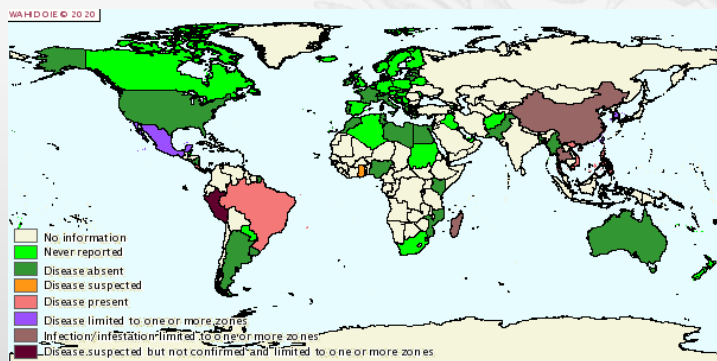 WAHID OIE © 2020
No information
Never reported
Disease absent
Disease suspected
Disease present
Disease limited to one or more zones
Infection/infestation limited to one or more zones
Disease suspected but not confirmed and limited to one or more zones